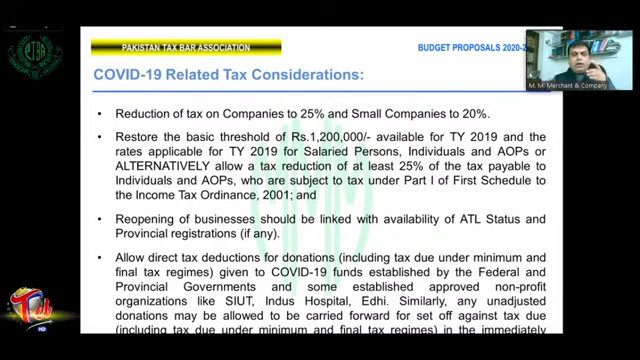 PAKISTAN TAX BAR ASSOCIATION
BUDGET PROPOSALS 2020-2
M. M. Merchant & Company
COVID-19 Related Tax Considerations:
• Reduction of tax on Companies to 25% and Small Companies to 20%.
• Restore the basic threshold of Rs.1,200,000/- available for TY 2019 and the
rates applicable for TY 2019 for Salaried Persons, Individuals and AOPs or
ALTERNATIVELY allow a tax reduction of at least 25% of the tax payable to
Individuals and AOPs, who are subject to tax under Part I of First Schedule to
the Income Tax Ordinance, 2001; and
• Reopening of businesses should be linked with availability of ATL Status and
Provincial registrations (if any).
• Allow direct tax deductions for donations (including tax due under minimum and
final tax regimes) given to COVID-19 funds established by the Federal and
Provincial Governments and some established approved non-profit
organizations like SIUT, Indus Hospital, Edhi. Similarly, any unadjusted
donations may be allowed to be carried forward for set off against tax due
(including tax due under minimum and final tax regimes) in the immediately
HD